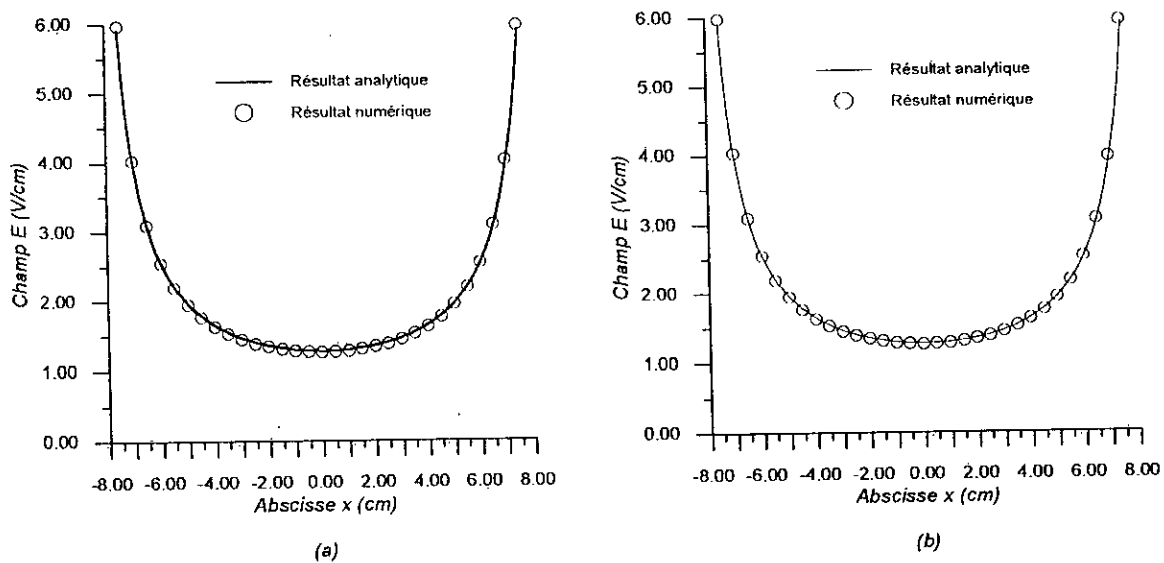 6.00
5.00
4.00
3.00
2.00
1.00
0.00
Champ E (V/cm)
Résultat analytique
Résultat numérique
-8.00 -6.00 -4.00 -2.00 0.00 2.00 4.00 6.00 8.00
Abscisse x (cm)
(a)
6.00
5.00
4.00
3.00
2.00
1.00
0.00
Champ E (V/cm)
Résultat analytique
Résultat numérique
-8.00 -6.00 -4.00 -2.00 0.00 2.00 4.00 6.00 8.00
Abscisse x (cm)
(b)